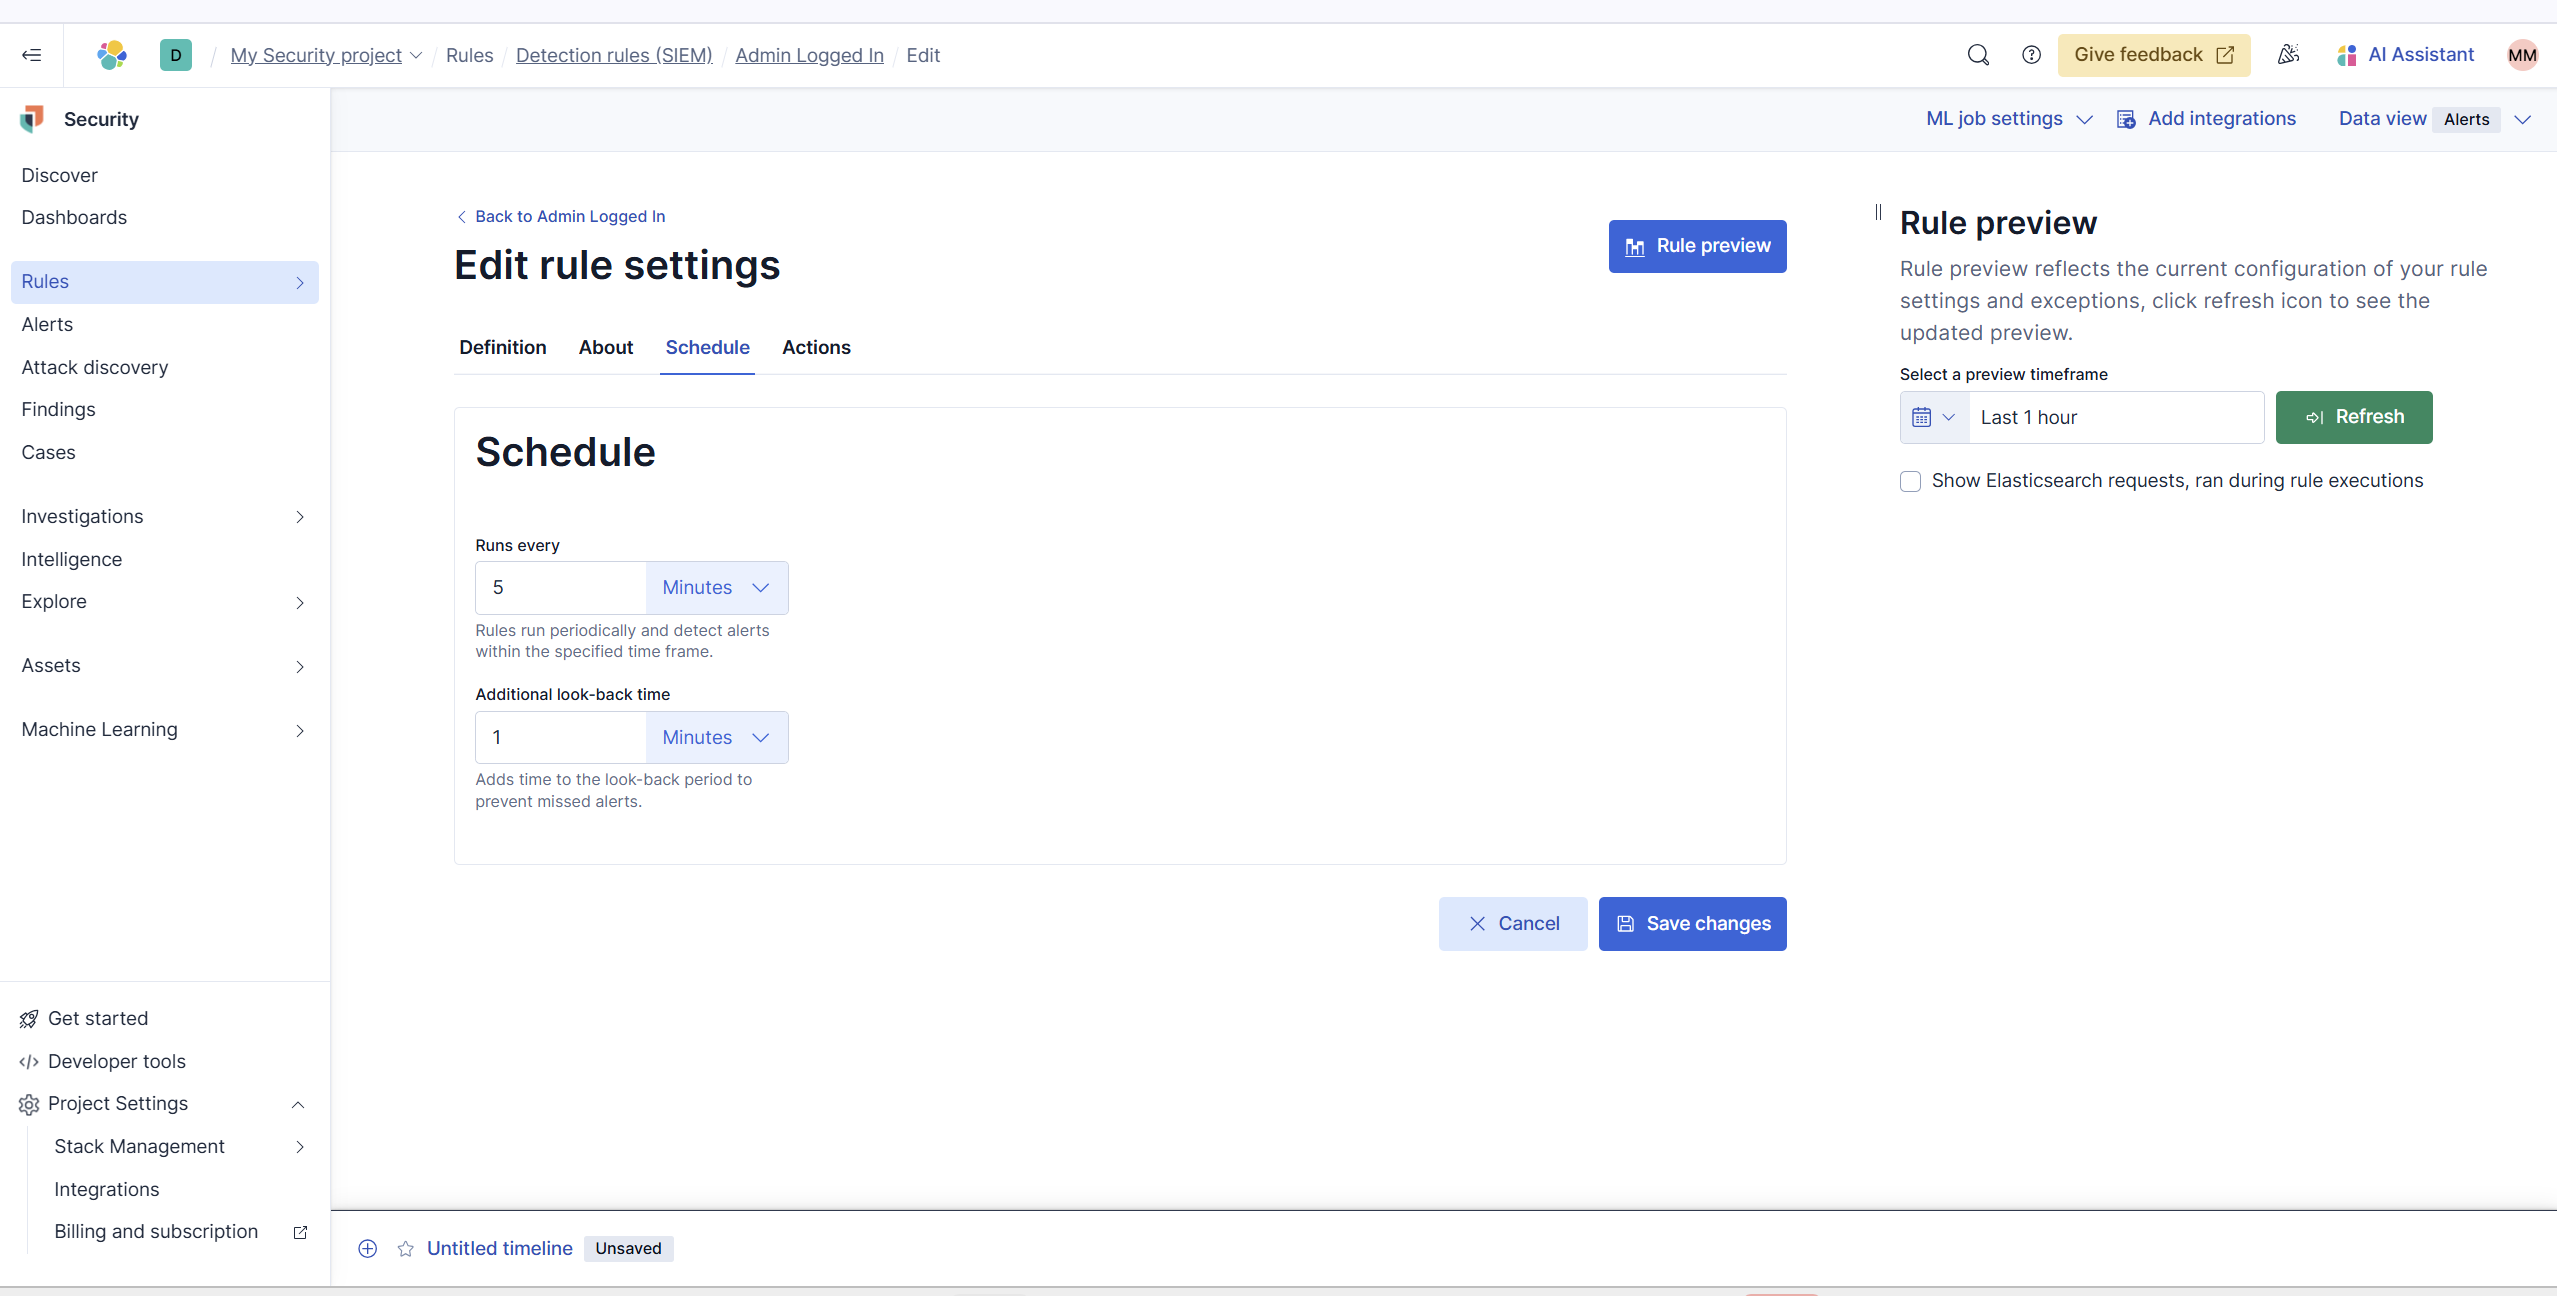 D / My Security project / Rules / Detection rules (SIEM) / Admin Logged In / Edit
Give feedback
AI Assistant
MM
Security
Discover
Dashboards
Rules
Alerts
Attack discovery
Findings
Cases
Investigations
Intelligence
Explore
Assets
Machine Learning
Get started
Developer tools
Project Settings
Stack Management
Integrations
Billing and subscription
ML job settings
Add integrations
Data view Alerts
Back to Admin Logged In
Edit rule settings
Rule preview
Definition About Schedule Actions
Schedule
Runs every
5 Minutes
Rules run periodically and detect alerts
within the specified time frame.
Additional look-back time
1 Minutes
Adds time to the look-back period to
prevent missed alerts.
Cancel
Save changes
Rule preview
Rule preview reflects the current configuration of your rule
settings and exceptions, click refresh icon to see the
updated preview.
Select a preview timeframe
Last 1 hour
Refresh
Show Elasticsearch requests, ran during rule executions
Untitled timeline Unsaved